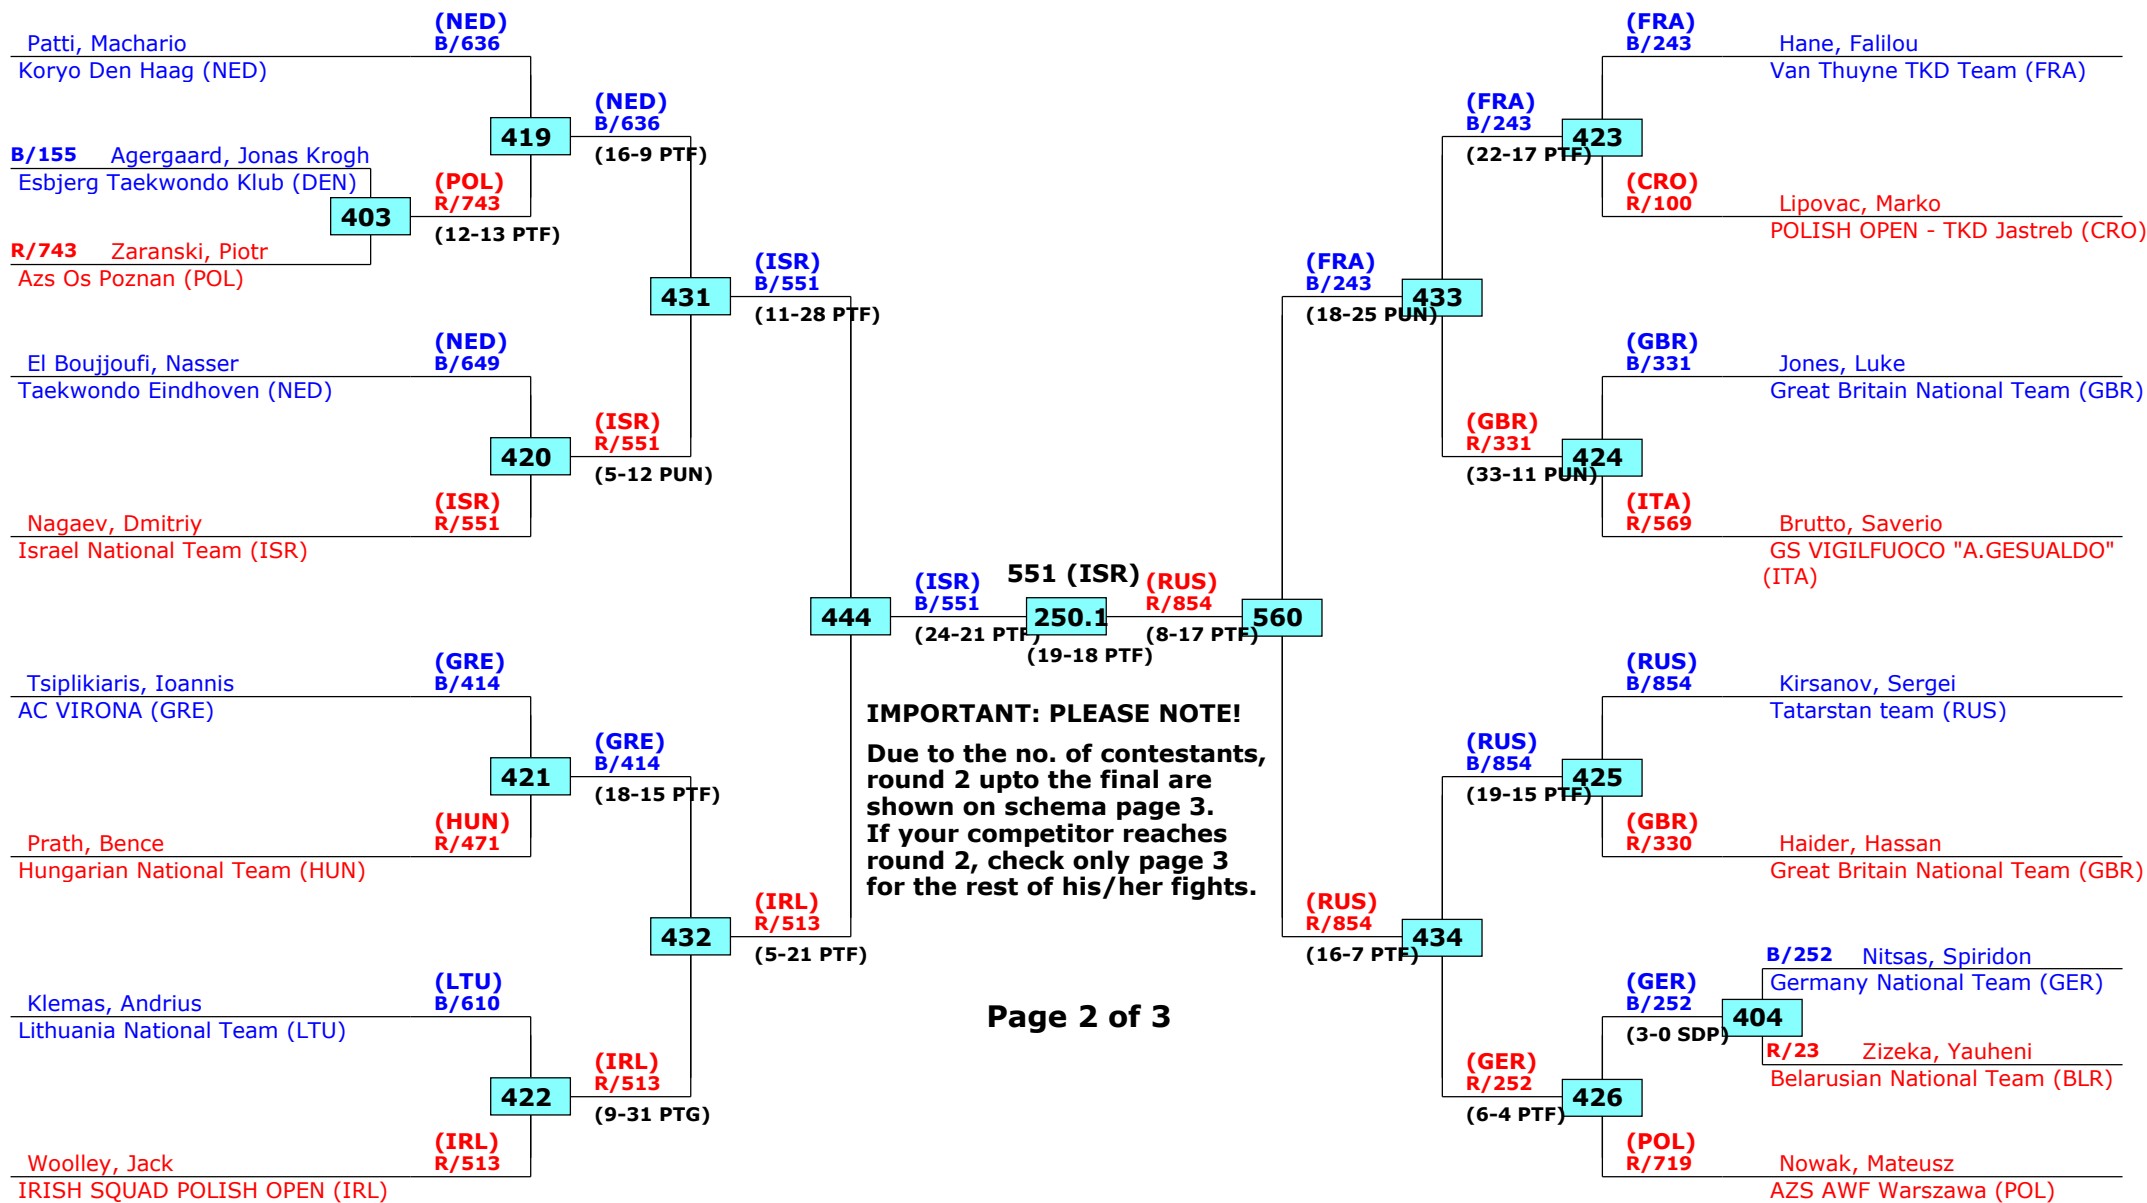 (NED)
Patti, Machario B/636
Koryo Den Haag (NED)
(NED)
B/636
419
(16-9 PTF)
B/155 Agergaard, Jonas Krogh
Esbjerg Taekwondo Klub (DEN)
(POL)
R/743
403
(12-13 PTF)
R/743 Zaranski, Piotr
Azs Os Poznan (POL)
(ISR)
B/551
431
(11-28 PTF)
(NED)
El Boujjoufi, Nasser B/649
Taekwondo Eindhoven (NED)
(ISR)
R/551
420
(5-12 PUN)
(ISR)
Nagaev, Dmitriy R/551
Israel National Team (ISR)
444
(ISR)
B/551
(24-21 PTF)
551 (ISR)
250.1
(19-18 PTF)
(RUS)
R/854
(8-17 PTF)
560
(GRE)
Tsiplikiaris, Ioannis B/414
AC VIRONA (GRE)
(GRE)
B/414
421
(18-15 PTF)
(HUN)
Prath, Bence R/471
Hungarian National Team (HUN)
(IRL)
R/513
432
(5-21 PTF)
(LTU)
Klemas, Andrius B/610
Lithuania National Team (LTU)
(IRL)
R/513
422
(9-31 PTG)
(IRL)
Woolley, Jack R/513
IRISH SQUAD POLISH OPEN (IRL)
IMPORTANT: PLEASE NOTE!
Due to the no. of contestants,
round 2 upto the final are
shown on schema page 3.
If your competitor reaches
round 2, check only page 3
for the rest of his/her fights.
Page 2 of 3
(FRA)
B/243 Hane, Falilou
Van Thuyne TKD Team (FRA)
(FRA)
B/243
423
(22-17 PTF)
(CRO)
R/100 Lipovac, Marko
POLISH OPEN - TKD Jastreb (CRO)
(FRA)
B/243
433
(18-25 PUN)
(GBR)
B/331 Jones, Luke
Great Britain National Team (GBR)
(GBR)
R/331
424
(33-11 PUN)
(ITA)
R/569 Brutto, Saverio
GS VIGILFUOCO "A.GESUALDO"
(ITA)
(RUS)
B/854 Kirsanov, Sergei
Tatarstan team (RUS)
(RUS)
B/854
425
(19-15 PTF)
(GBR)
R/330 Haider, Hassan
Great Britain National Team (GBR)
(RUS)
R/854
434
(16-7 PTF)
B/252 Nitsas, Spiridon
Germany National Team (GER)
(GER)
B/252
404
(3-0 SDP)
R/23 Zizeka, Yauheni
Belarusian National Team (BLR)
(GER)
R/252
426
(6-4 PTF)
(POL)
R/719 Nowak, Mateusz
AZS AWF Warszawa (POL)